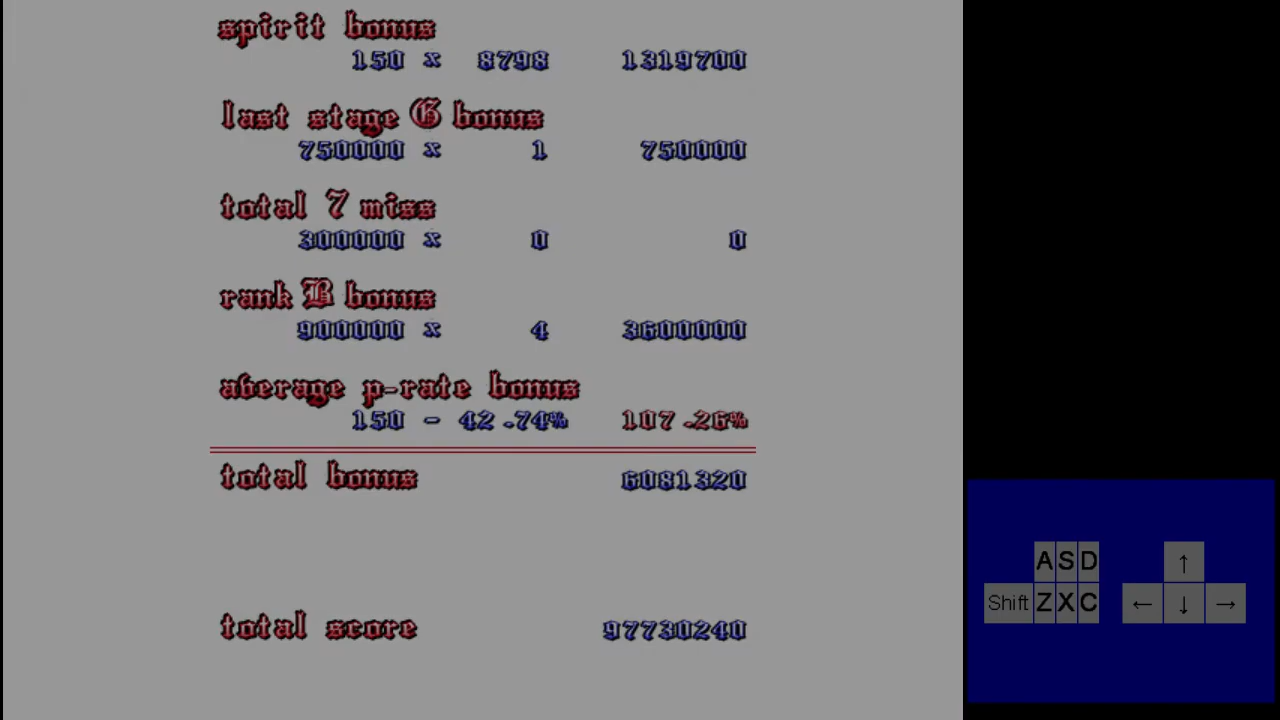 spirit bonus
150 x 8798 1319700
last stage G bonus
750000 x 1 750000
total 7 miss
300000 x 0 0
rank B bonus
900000 x 4 3600000
average p-rate bonus
150 - 42.74% 107.26%
total bonus 6081320
total score 97730240
A S D ↑
Shift Z X C ← ↓ →